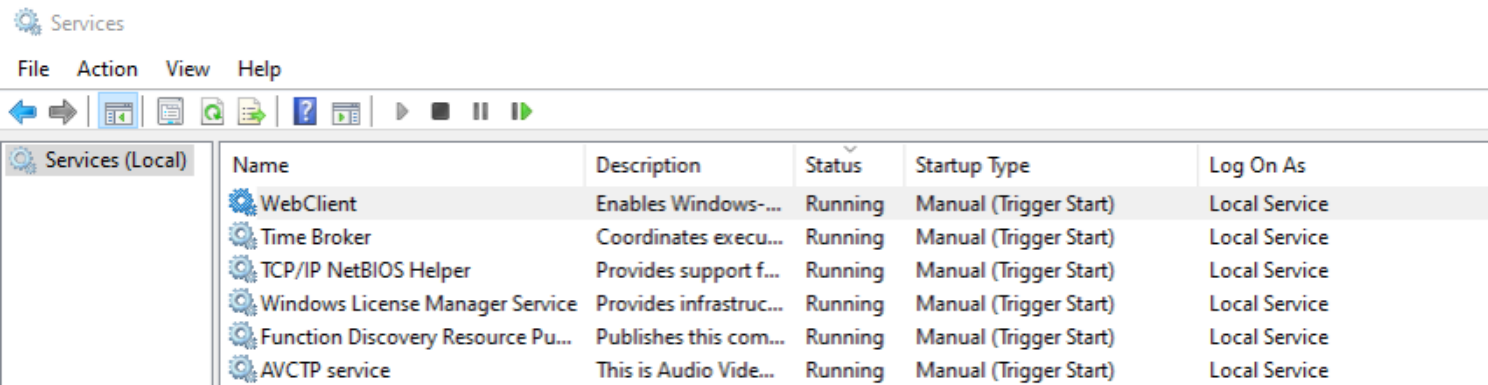 Services
File Action View Help
Services (Local)
Name Description Status Startup Type Log On As
WebClient Enables Windows-... Running Manual (Trigger Start) Local Service
Time Broker Coordinates execu... Running Manual (Trigger Start) Local Service
TCP/IP NetBIOS Helper Provides support f... Running Manual (Trigger Start) Local Service
Windows License Manager Service Provides infrastruc... Running Manual (Trigger Start) Local Service
Function Discovery Resource Pu... Publishes this com... Running Manual (Trigger Start) Local Service
AVCTP service This is Audio Vide... Running Manual (Trigger Start) Local Service